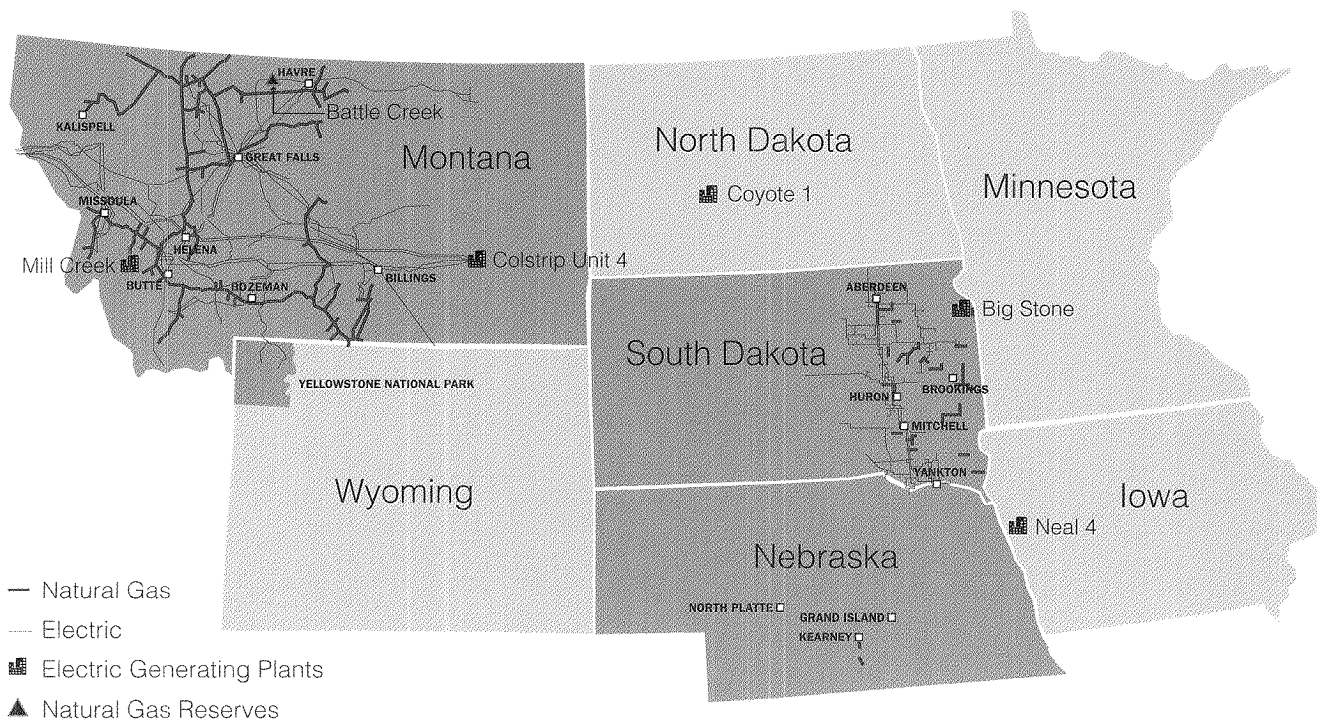 HAVRE
Battle Creek
KALISPELL
GREAT FALLS
Montana
MISSOULA
HELENA
Mill Creek
BUTTE
BOZEMAN
BILLINGS
Colstrip Unit 4
North Dakota
Coyote 1
Minnesota
ABERDEEN
Big Stone
South Dakota
BROOKINGS
HURON
MITCHELL
YANKTON
YELLOWSTONE NATIONAL PARK
Wyoming
Iowa
Neal 4
Nebraska
NORTH PLATTE
GRAND ISLAND
KEARNEY
Natural Gas
Electric
Electric Generating Plants
Natural Gas Reserves